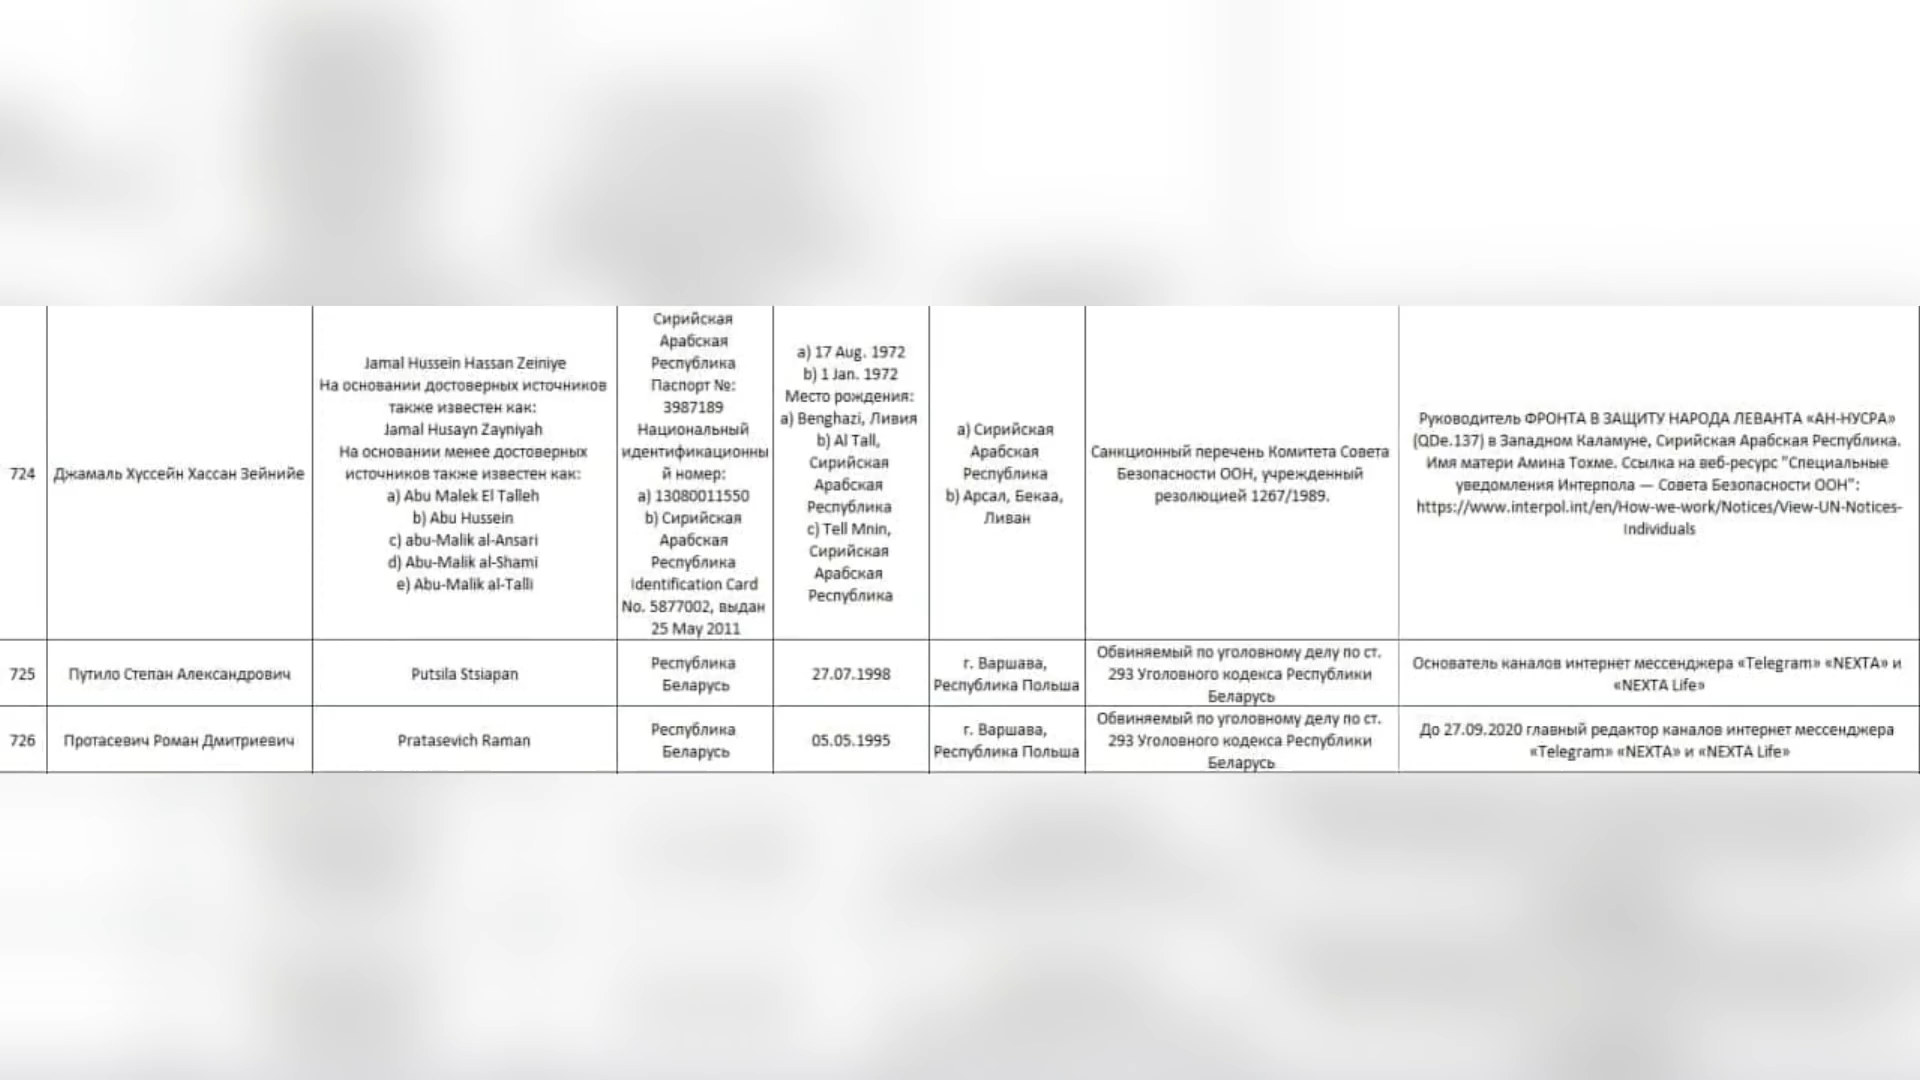 724
Джамаль Хуссейн Хассан Зейнийе
Jamal Hussein Hassan Zeiniye
На основании достоверных источников
также известен как:
Jamal Husayn Zayniyah
На основании менее достоверных
источников также известен как:
a) Abu Malek El Talleh
b) Abu Hussein
c) abu-Malik al-Ansari
d) Abu-Malik al-Shami
e) Abu-Malik al-Talli
Сирийская
Арабская
Республика
Паспорт №:
3987189
Национальный
идентификационны
й номер:
a) 13080011550
b) Сирийская
Арабская
Республика
Identification Card
No. 5877002, выдан
25 May 2011
a) 17 Aug. 1972
b) 1 Jan. 1972
Место рождения:
a) Benghazi, Ливия
b) Al Tall,
Сирийская
Арабская
Республика
c) Tell Mnin,
Сирийская
Арабская
Республика
a) Сирийская
Арабская
Республика
b) Арсал, Бекаа,
Ливан
Санкционный перечень Комитета Совета
Безопасности ООН, учрежденный
резолюцией 1267/1989.
Руководитель ФРОНТА В ЗАЩИТУ НАРОДА ЛЕВАНТА «АН-НУСРА»
(QDe.137) в Западном Каламуне, Сирийская Арабская Республика.
Имя матери Амина Тохме. Ссылка на веб-ресурс "Специальные
уведомления Интерпола — Совета Безопасности ООН":
https://www.interpol.int/en/How-we-work/Notices/View-UN-Notices-
Individuals
725
Путило Степан Александрович
Putsila Stsiapan
Республика
Беларусь
27.07.1998
г. Варшава,
Республика Польша
Обвиняемый по уголовному делу по ст.
293 Уголовного кодекса Республики
Беларусь
Основатель каналов интернет мессенджера «Telegram» «NEXTA» и
«NEXTA Life»
726
Протасевич Роман Дмитриевич
Pratasevich Raman
Республика
Беларусь
05.05.1995
г. Варшава,
Республика Польша
Обвиняемый по уголовному делу по ст.
293 Уголовного кодекса Республики
Беларусь
До 27.09.2020 главный редактор каналов интернет мессенджера
«Telegram» «NEXTA» и «NEXTA Life»